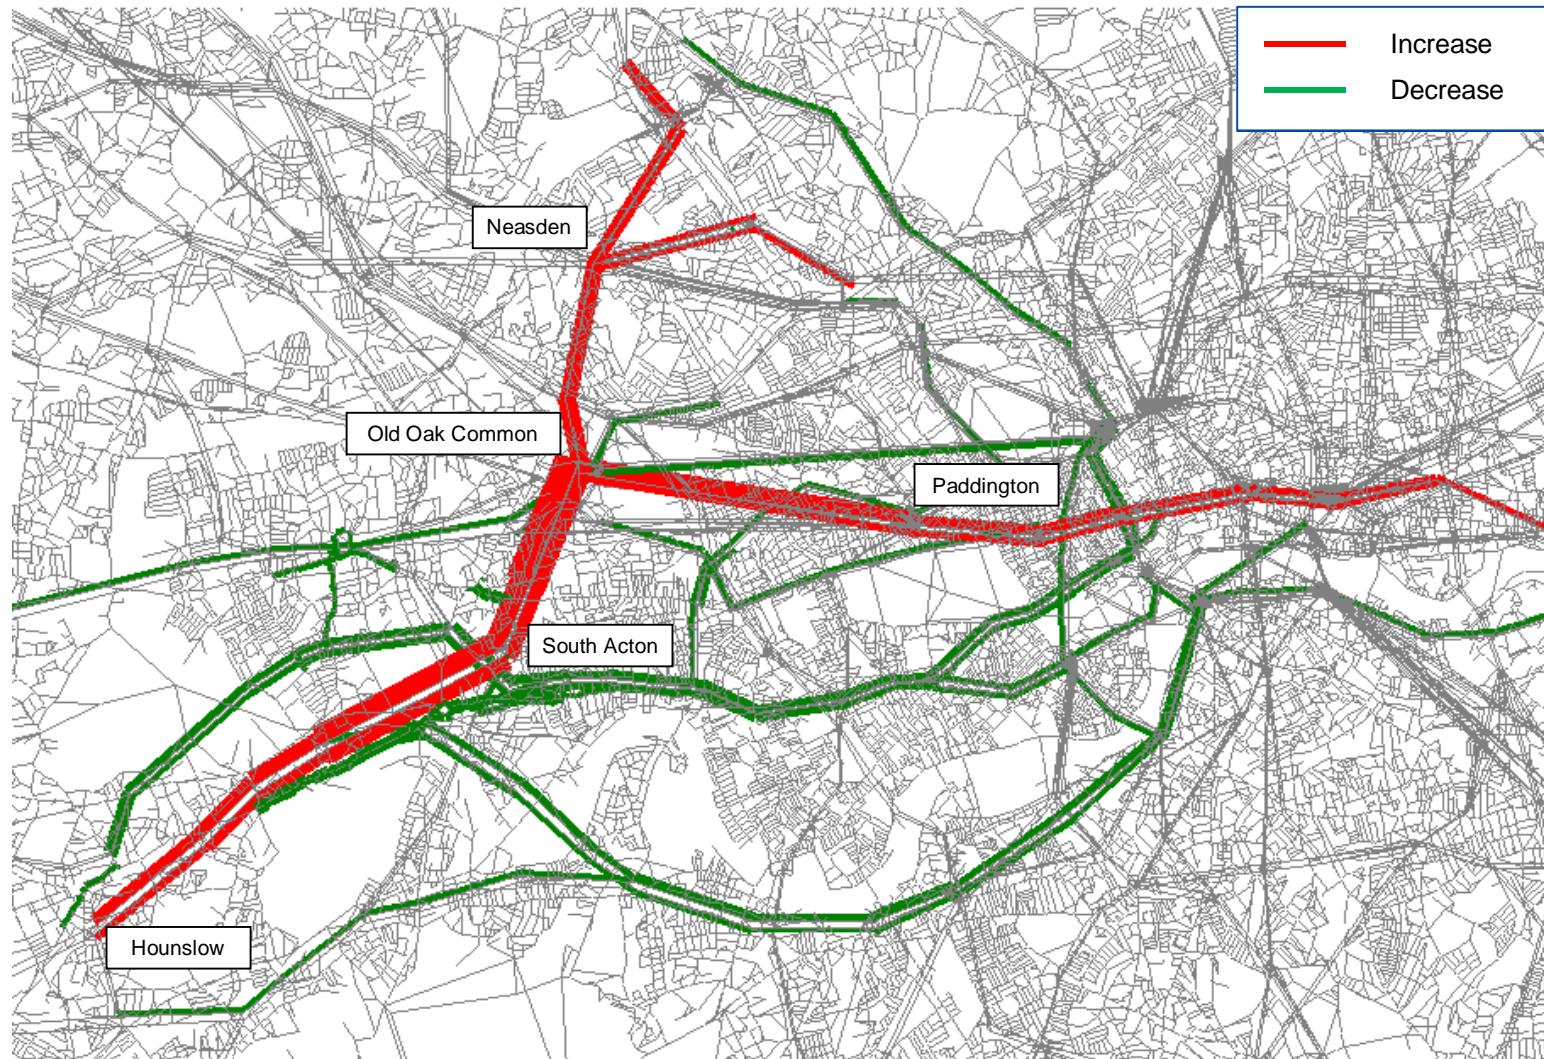 Increase
Decrease
Neasden
Old Oak Common
Paddington
South Acton
Hounslow